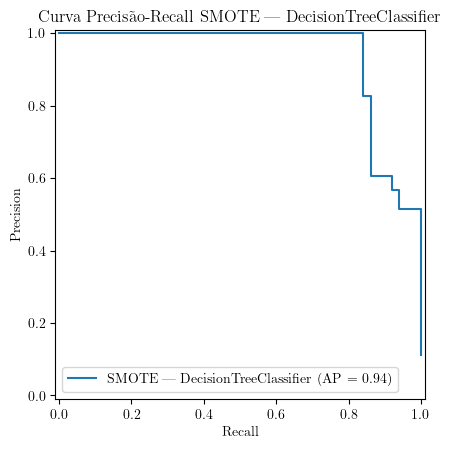 Curva Precisão-Recall SMOTE — DecisionTreeClassifier
1.0
0.8
0.6
0.4
0.2
0.0
Precision
SMOTE — DecisionTreeClassifier (AP = 0.94)
0.0 0.2 0.4 0.6 0.8 1.0
Recall